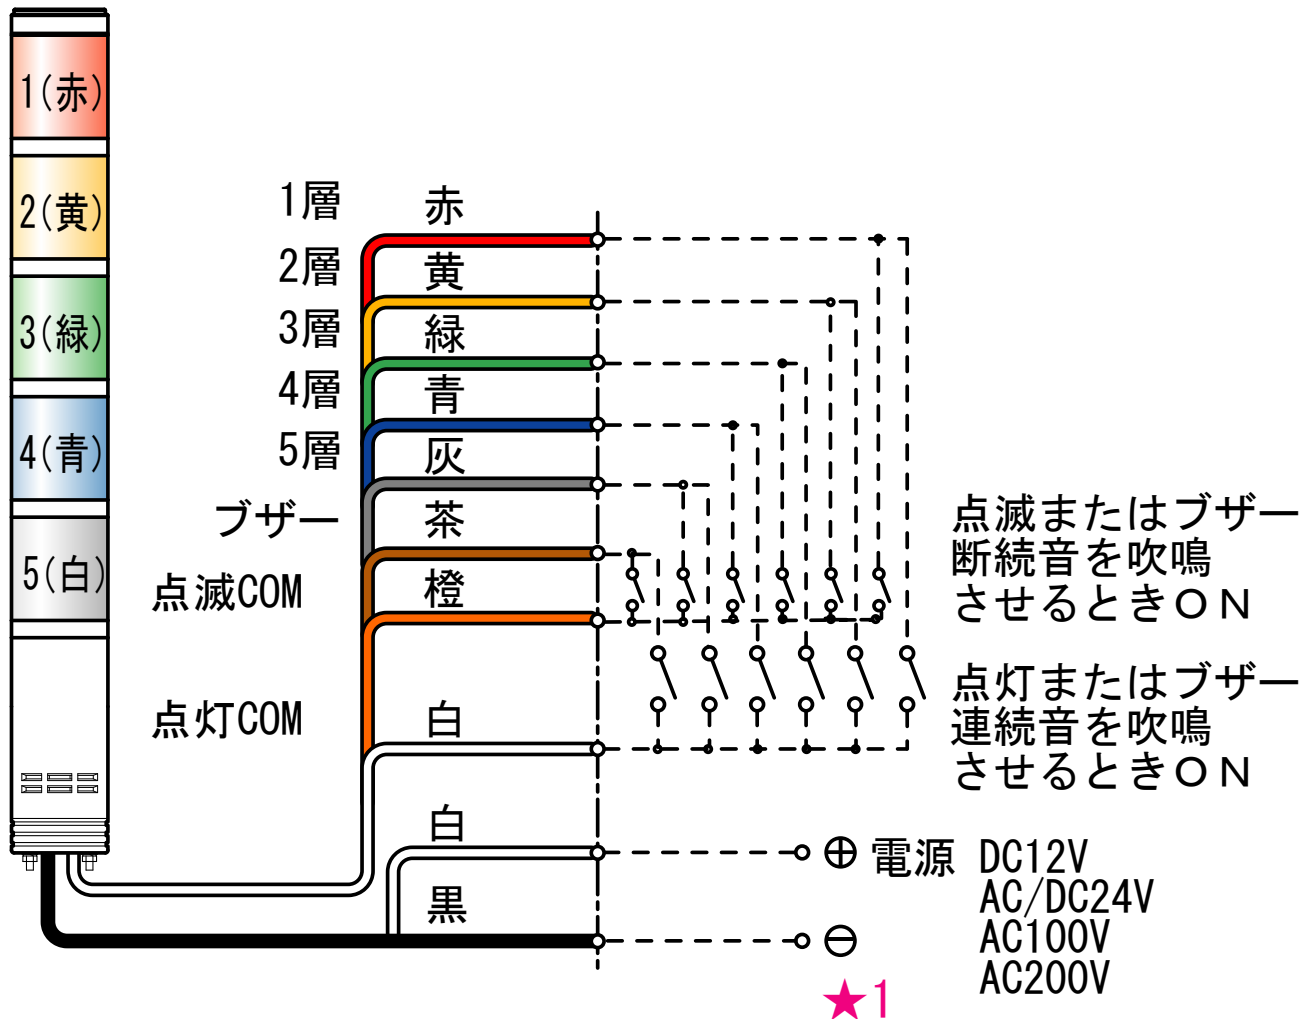 1(赤)
2(黄)
3(緑)
4(青)
5(白)
1層 赤
2層 黄
3層 緑
4層 青
5層 灰
ブザー 茶
点滅COM 橙
点灯COM 白
白
黒
点滅またはブザー
断続音を吹鳴
させるときON
点灯またはブザー
連続音を吹鳴
させるときON
⊕ 電源 DC12V
AC/DC24V
⊖ AC100V
AC200V
★1